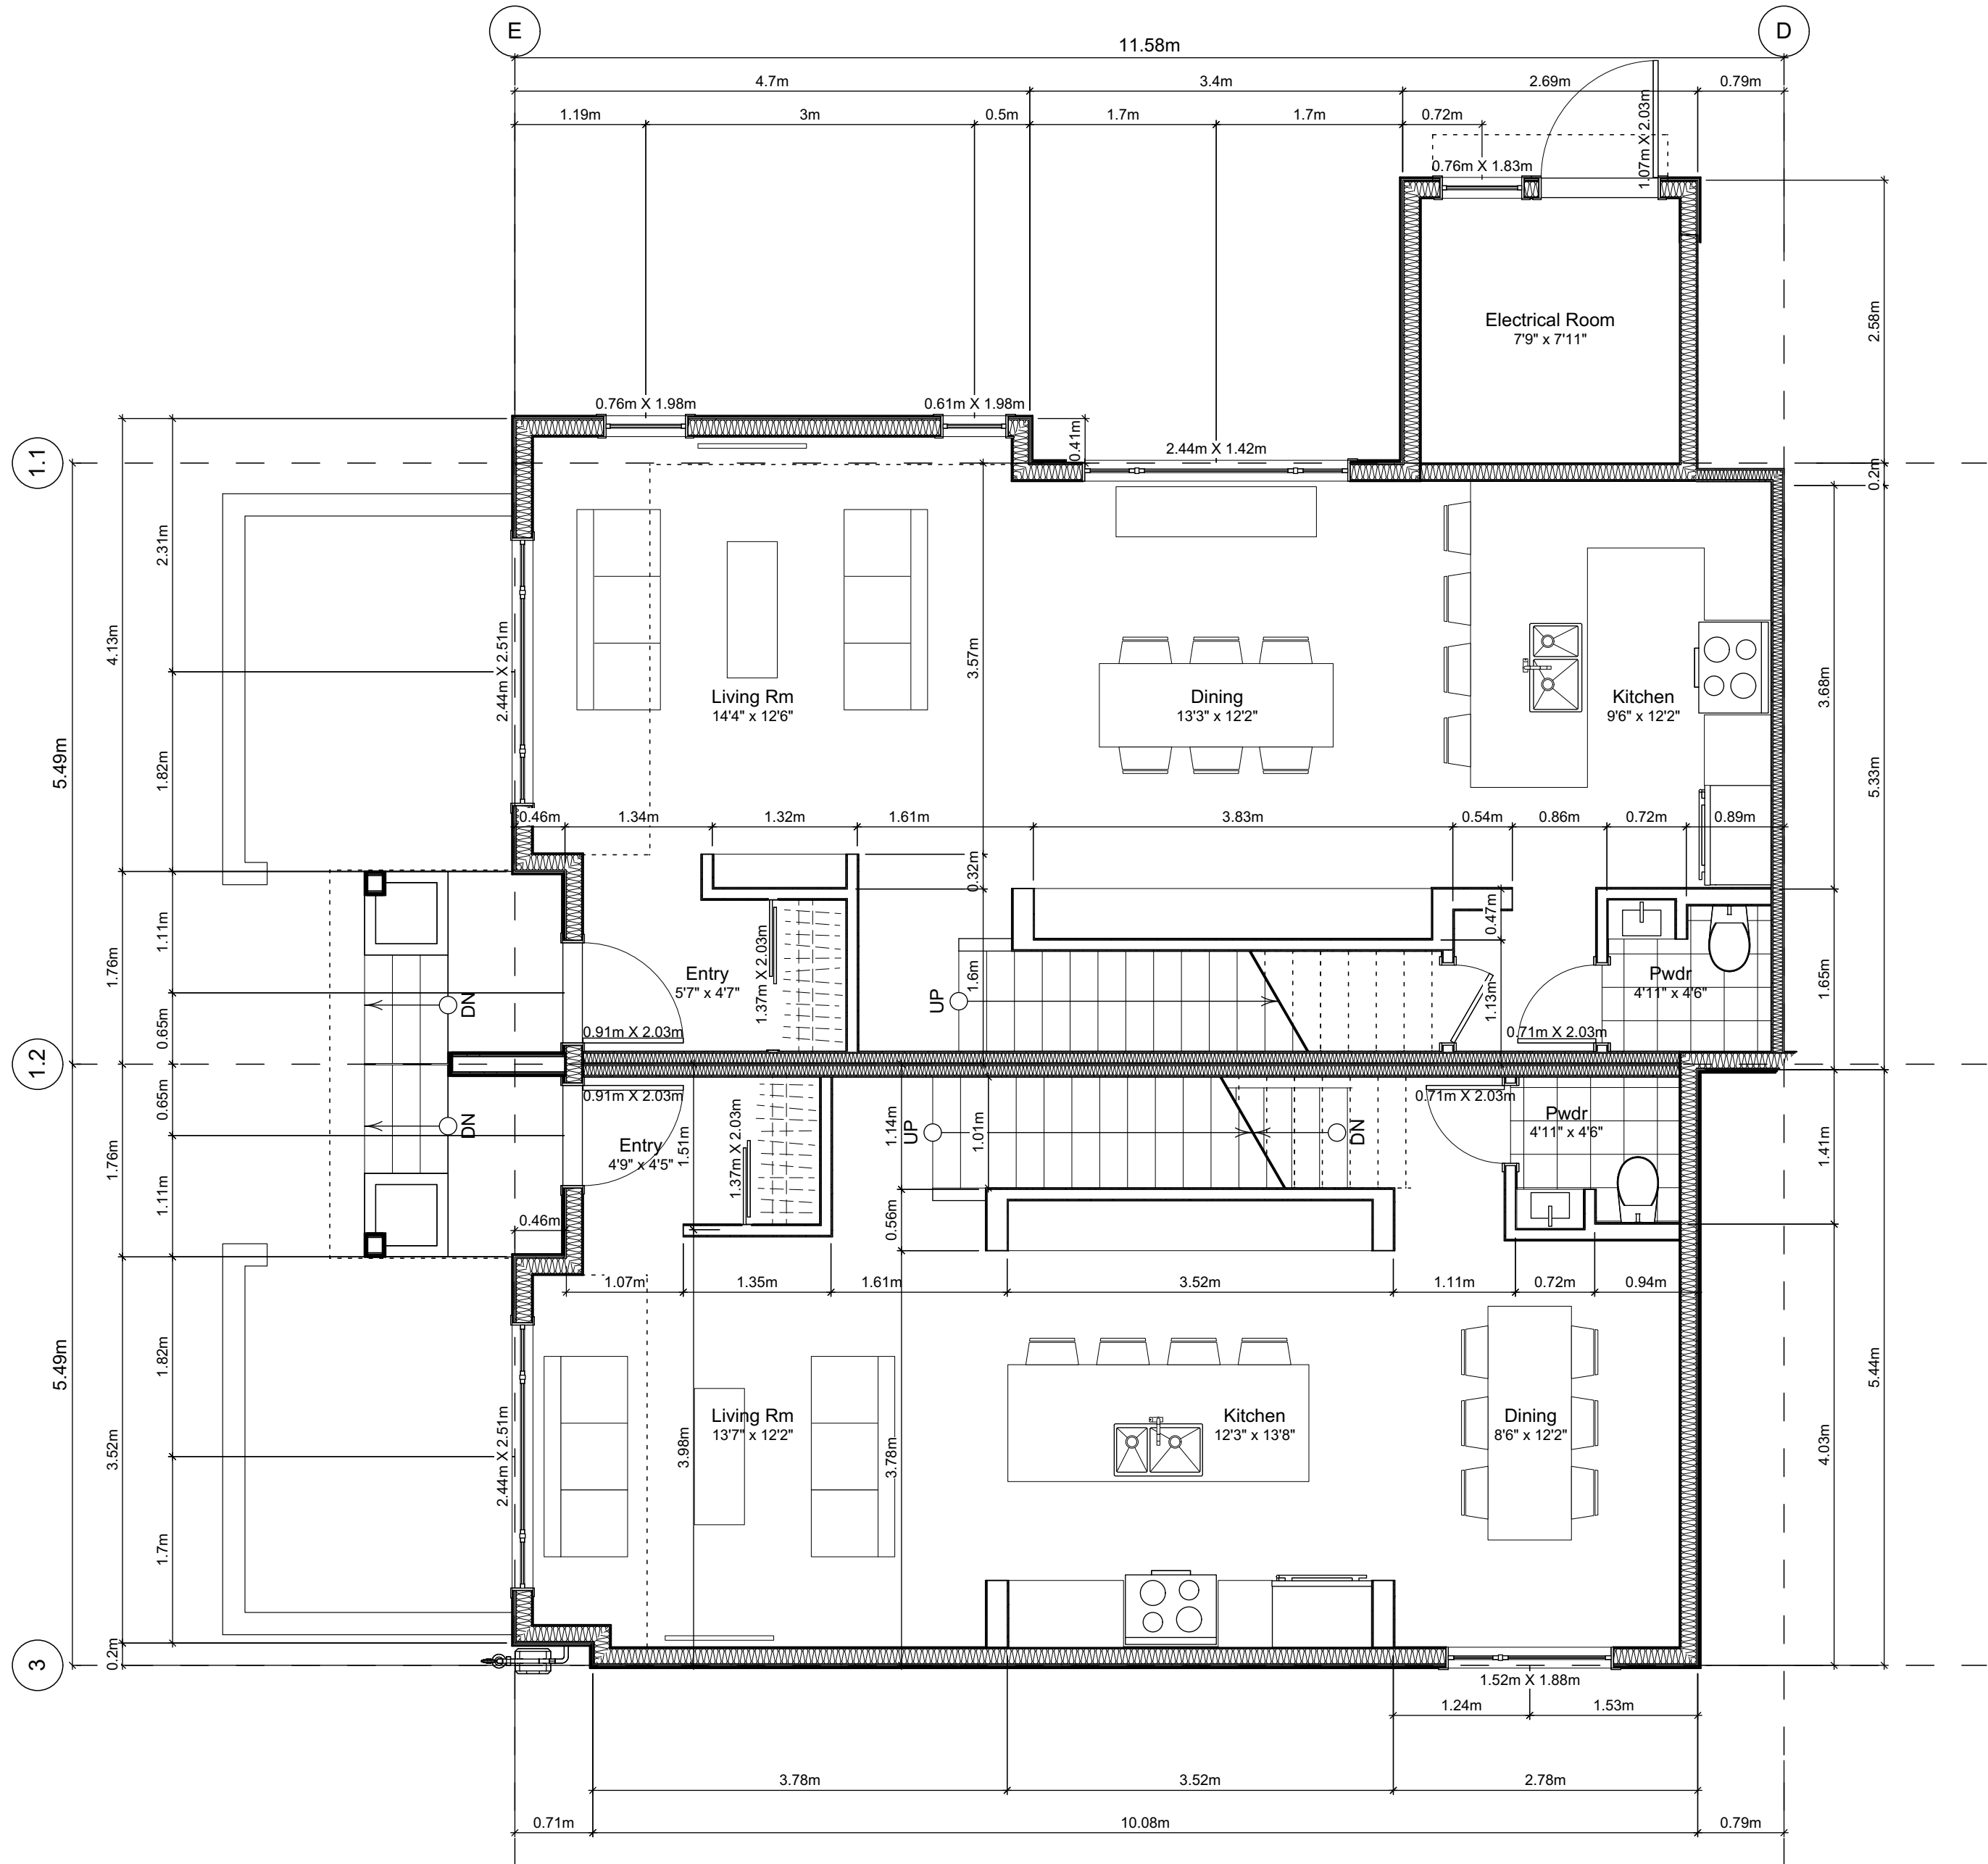 E
D
11.58m
4.7m
3.4m
2.69m
0.79m
1.19m
3m
0.5m
1.7m
1.7m
0.72m
1.07m X 2.03m
0.76m X 1.83m
Electrical Room
7'9" x 7'11"
2.58m
0.76m X 1.98m
0.61m X 1.98m
0.41m
2.44m X 1.42m
1.1
0.2m
2.31m
4.13m
2.44m X 2.51m
3.57m
Living Rm
14'4" x 12'6"
Dining
13'3" x 12'2"
Kitchen
9'6" x 12'2"
3.68m
5.33m
5.49m
1.82m
0.46m
1.34m
1.32m
1.61m
3.83m
0.54m
0.86m
0.72m
0.89m
0.32m
0.47m
1.11m
1.76m
Entry
5'7" x 4'7"
1.37m X 2.03m
1.6m
UP
1.13m
Pwdr
4'11" x 4'6"
1.65m
DN
0.65m
0.91m X 2.03m
0.71m X 2.03m
1.2
0.65m
0.91m X 2.03m
0.71m X 2.03m
DN
1.76m
1.11m
Entry
4'9" x 4'5"
1.51m
1.37m X 2.03m
1.14m
UP
1.01m
DN
Pwdr
4'11" x 4'6"
1.41m
0.46m
0.56m
1.07m
1.35m
1.61m
3.52m
1.11m
0.72m
0.94m
5.49m
1.82m
5.44m
Living Rm
13'7" x 12'2"
Kitchen
12'3" x 13'8"
Dining
8'6" x 12'2"
3.52m
2.44m X 2.51m
3.98m
3.78m
4.03m
1.7m
0.2m
3
1.52m X 1.88m
1.24m
1.53m
3.78m
3.52m
2.78m
0.71m
10.08m
0.79m